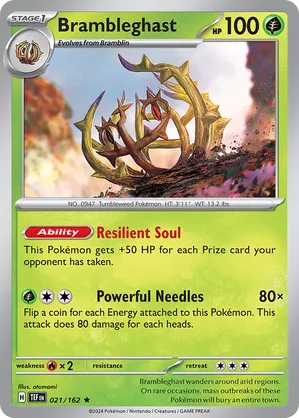 STAGE 1
Brambleghast
HP 100
Evolves from Bramblin
NO. 0947 Tumbleweed Pokémon HT: 3'11" WT: 13.2 lbs.
Ability Resilient Soul
This Pokémon gets +50 HP for each Prize card your
opponent has taken.
Powerful Needles 80×
Flip a coin for each Energy attached to this Pokémon. This
attack does 80 damage for each heads.
weakness × 2 resistance retreat
Illus. otumami
H TEF EN 021/162 ★
Brambleghast wanders around arid regions.
On rare occasions, mass outbreaks of these
Pokémon will bury an entire town.
©2024 Pokémon / Nintendo / Creatures / GAME FREAK